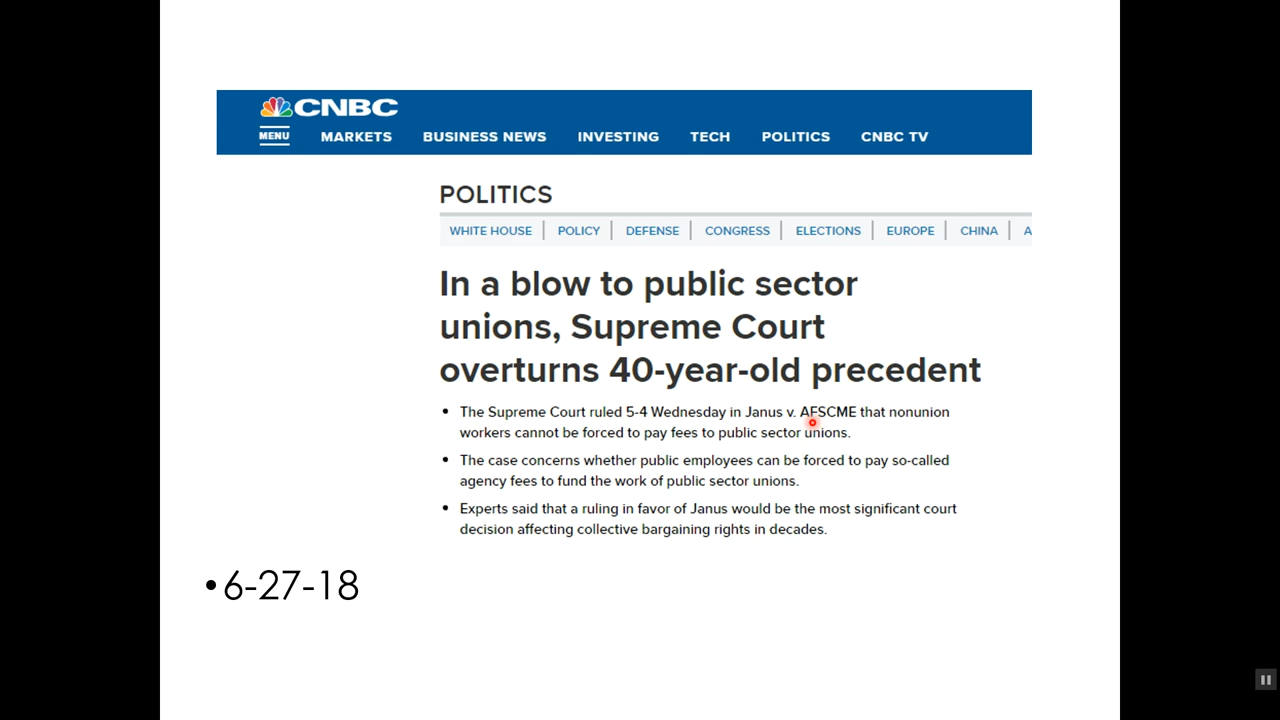 CNBC
MENU MARKETS BUSINESS NEWS INVESTING TECH POLITICS CNBC TV
POLITICS
WHITE HOUSE POLICY DEFENSE CONGRESS ELECTIONS EUROPE CHINA A
In a blow to public sector
unions, Supreme Court
overturns 40-year-old precedent
• The Supreme Court ruled 5-4 Wednesday in Janus v. AFSCME that nonunion
workers cannot be forced to pay fees to public sector unions.
• The case concerns whether public employees can be forced to pay so-called
agency fees to fund the work of public sector unions.
• Experts said that a ruling in favor of Janus would be the most significant court
decision affecting collective bargaining rights in decades.
• 6-27-18